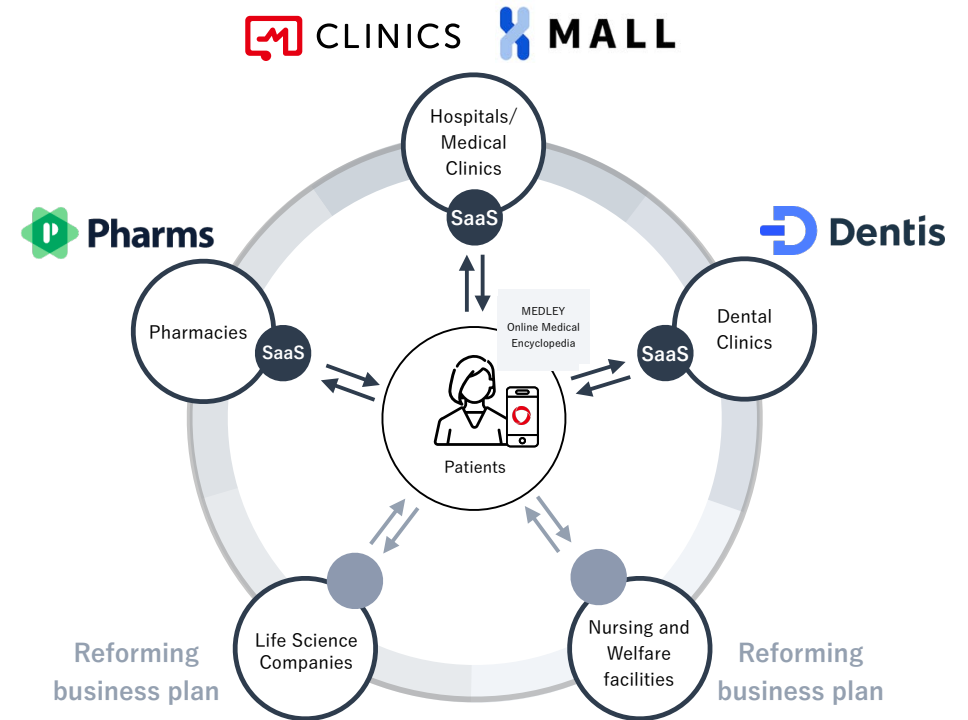 CLINICS
MALL
Hospitals/
Medical
Clinics
SaaS
Pharms
Dentis
Pharmacies
SaaS
MEDLEY
Online Medical
Encyclopedia
SaaS
Dental
Clinics
Patients
Life Science
Companies
Nursing and
Welfare
facilities
Reforming
business plan
Reforming
business plan